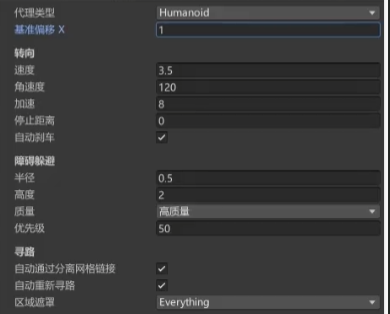 代理类型 Humanoid
基准偏移 X 1
转向
速度 3.5
角速度 120
加速 8
停止距离 0
自动刹车
障碍躲避
半径 0.5
高度 2
质量 高质量
优先级 50
寻路
自动通过分离网格链接
自动重新寻路
区域遮罩 Everything